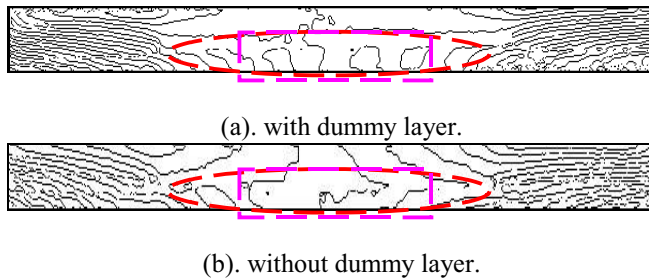 (a). with dummy layer.
(b). without dummy layer.